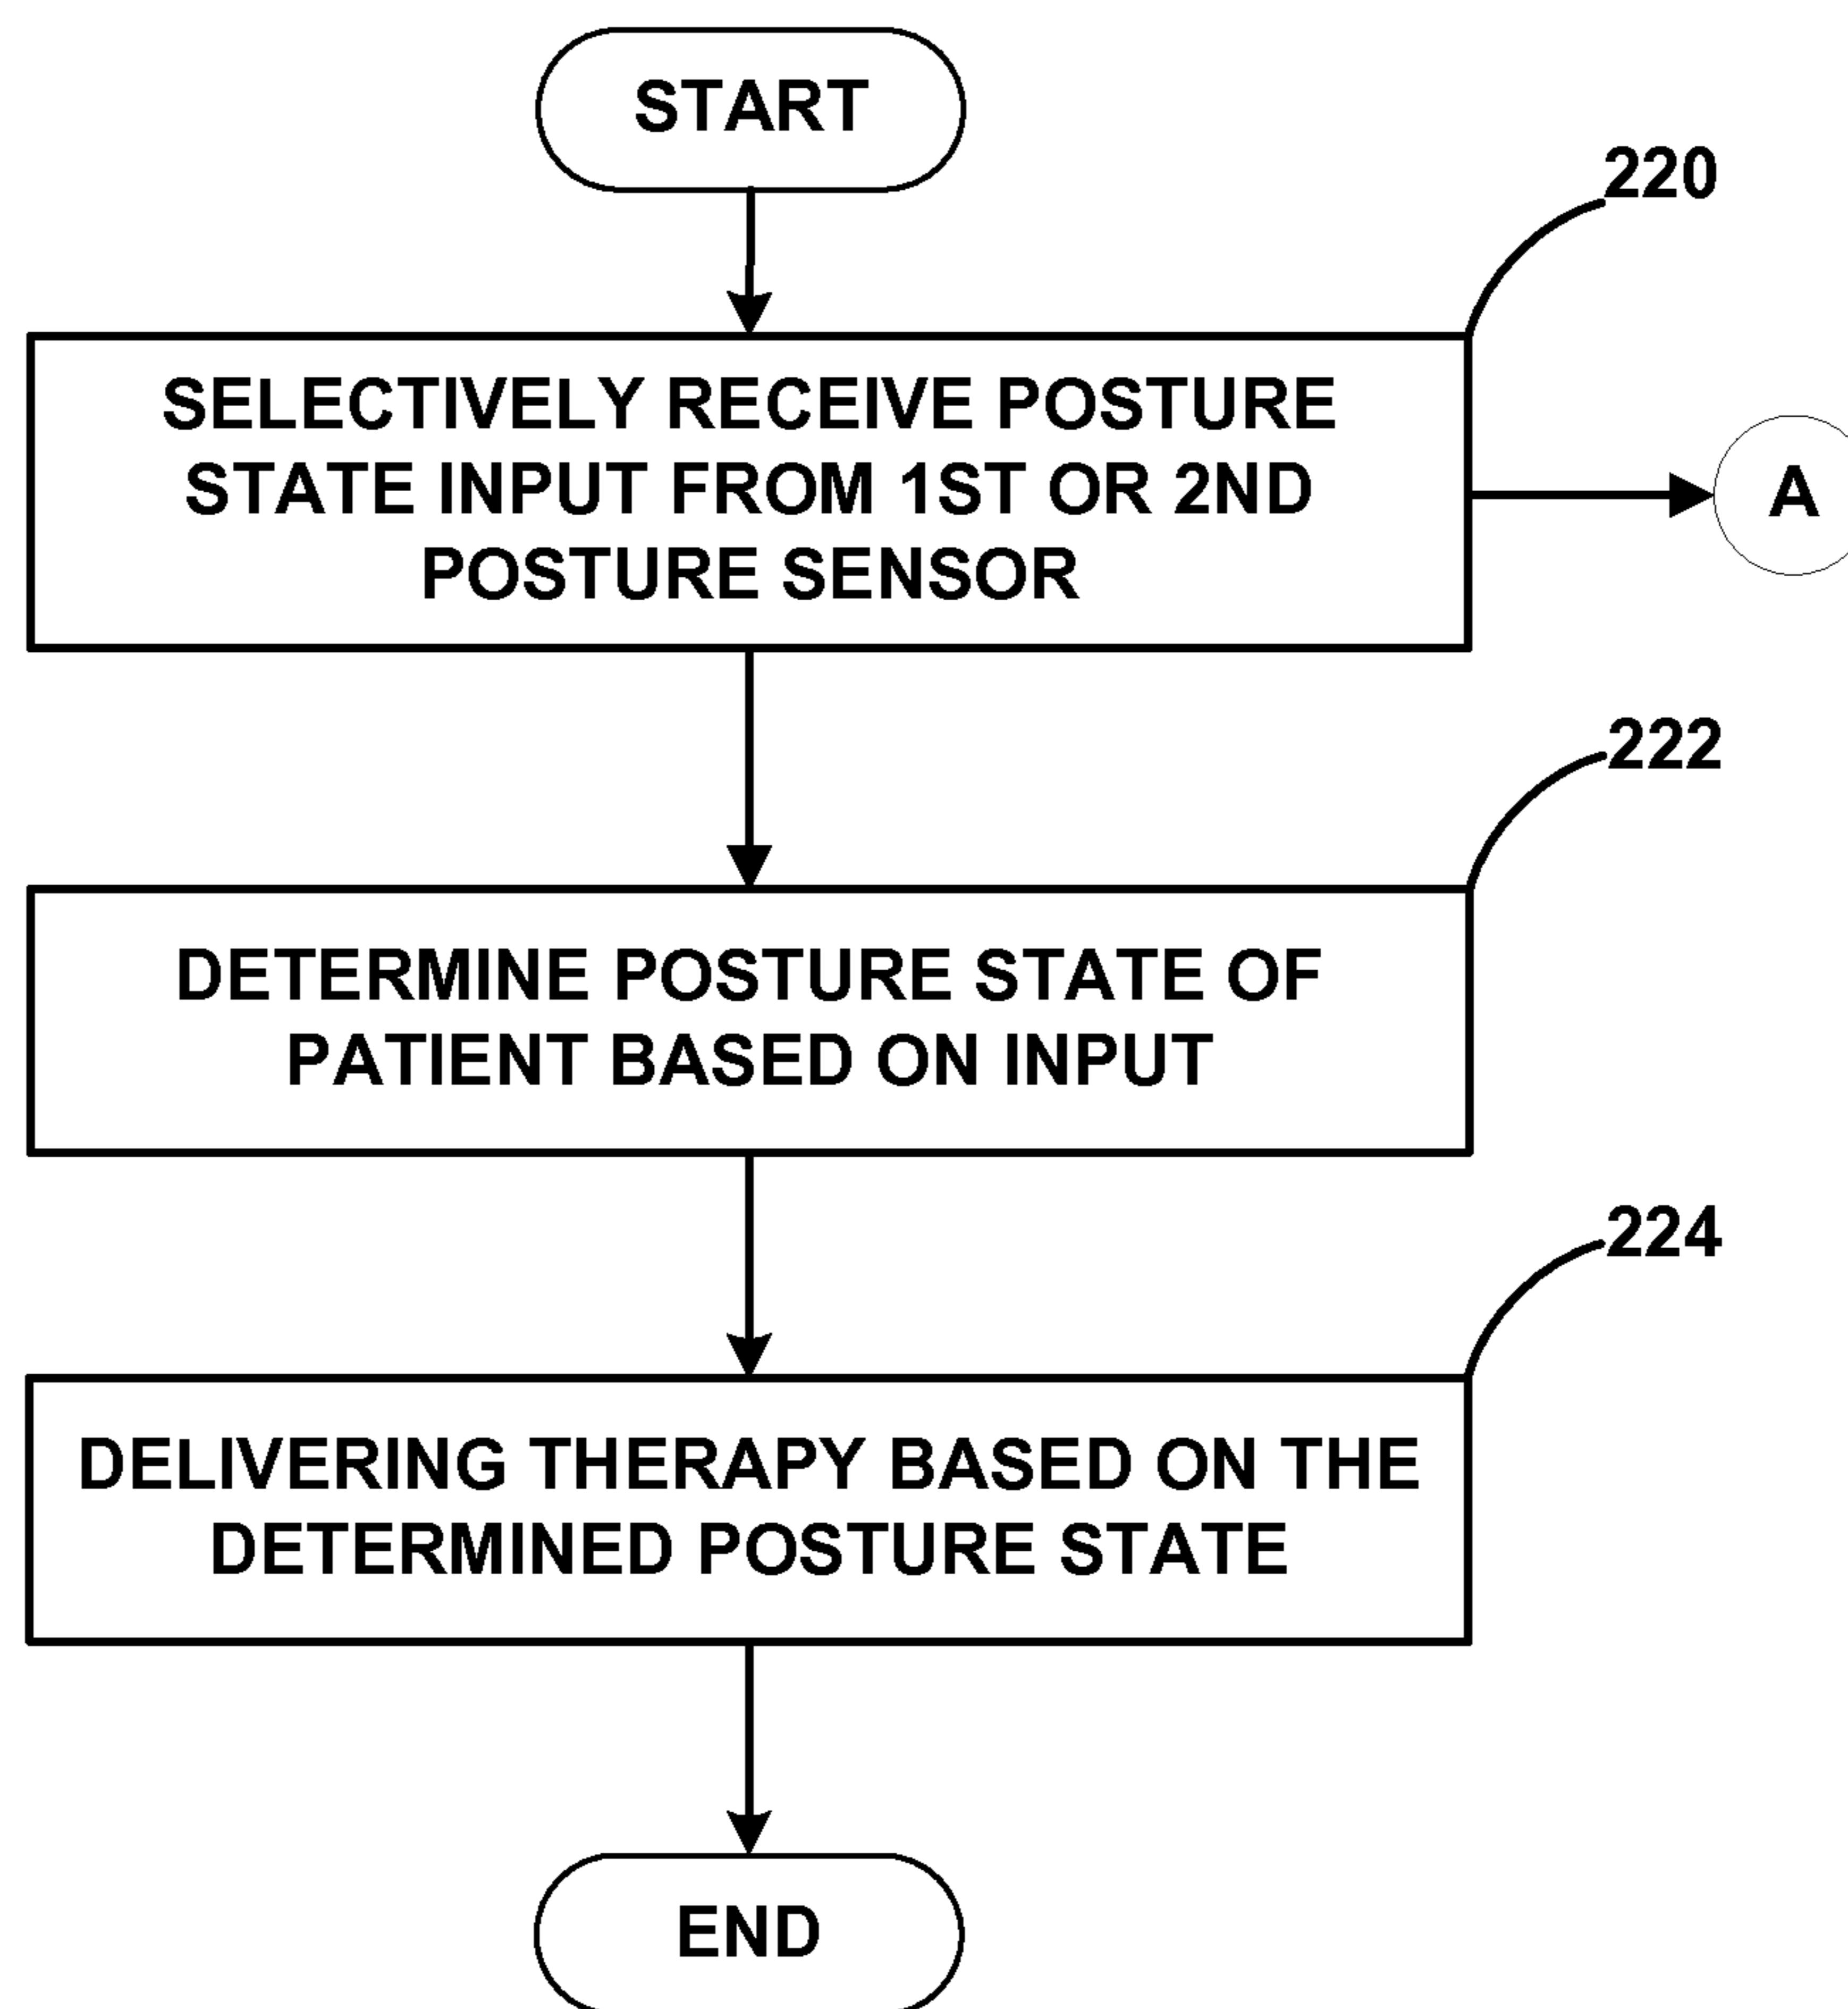 START
220
SELECTIVELY RECEIVE POSTURE
STATE INPUT FROM 1ST OR 2ND
POSTURE SENSOR
A
222
DETERMINE POSTURE STATE OF
PATIENT BASED ON INPUT
224
DELIVERING THERAPY BASED ON THE
DETERMINED POSTURE STATE
END